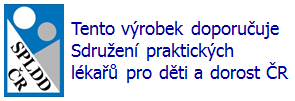 SPLDD
ČR
Tento výrobek doporučuje
Sdružení praktických
lékařů pro děti a dorost ČR